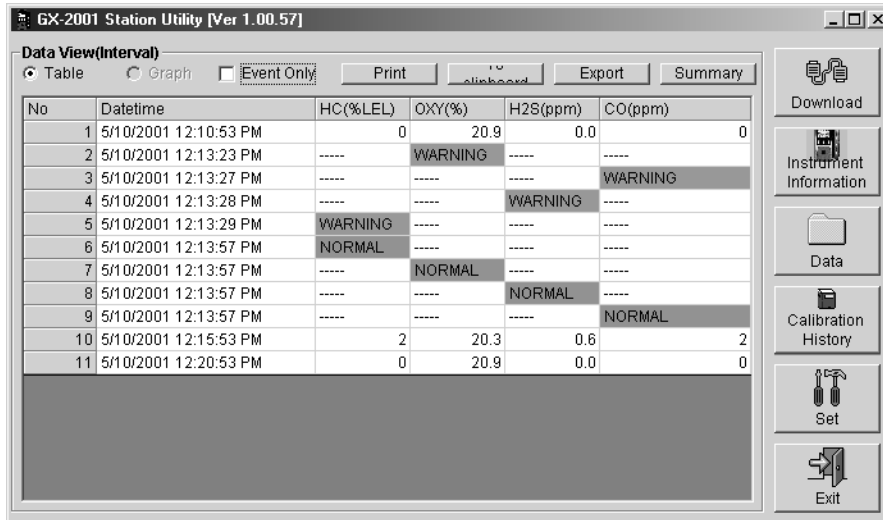 GX-2001 Station Utility [Ver 1.00.57]
Data View(Interval)
Table Graph Event Only Print Export Summary
No Datetime HC(%LEL) OXY(%) H2S(ppm) CO(ppm)
1 5/10/2001 12:10:53 PM 0 20.9 0.0 0
2 5/10/2001 12:13:23 PM ----- WARNING ----- -----
3 5/10/2001 12:13:27 PM ----- ----- ----- WARNING
4 5/10/2001 12:13:28 PM ----- ----- WARNING -----
5 5/10/2001 12:13:29 PM WARNING ----- ----- -----
6 5/10/2001 12:13:57 PM NORMAL ----- ----- -----
7 5/10/2001 12:13:57 PM ----- NORMAL ----- -----
8 5/10/2001 12:13:57 PM ----- ----- NORMAL -----
9 5/10/2001 12:13:57 PM ----- ----- ----- NORMAL
10 5/10/2001 12:15:53 PM 2 20.3 0.6 2
11 5/10/2001 12:20:53 PM 0 20.9 0.0 0
Download
Instrument
Information
Data
Calibration
History
Set
Exit